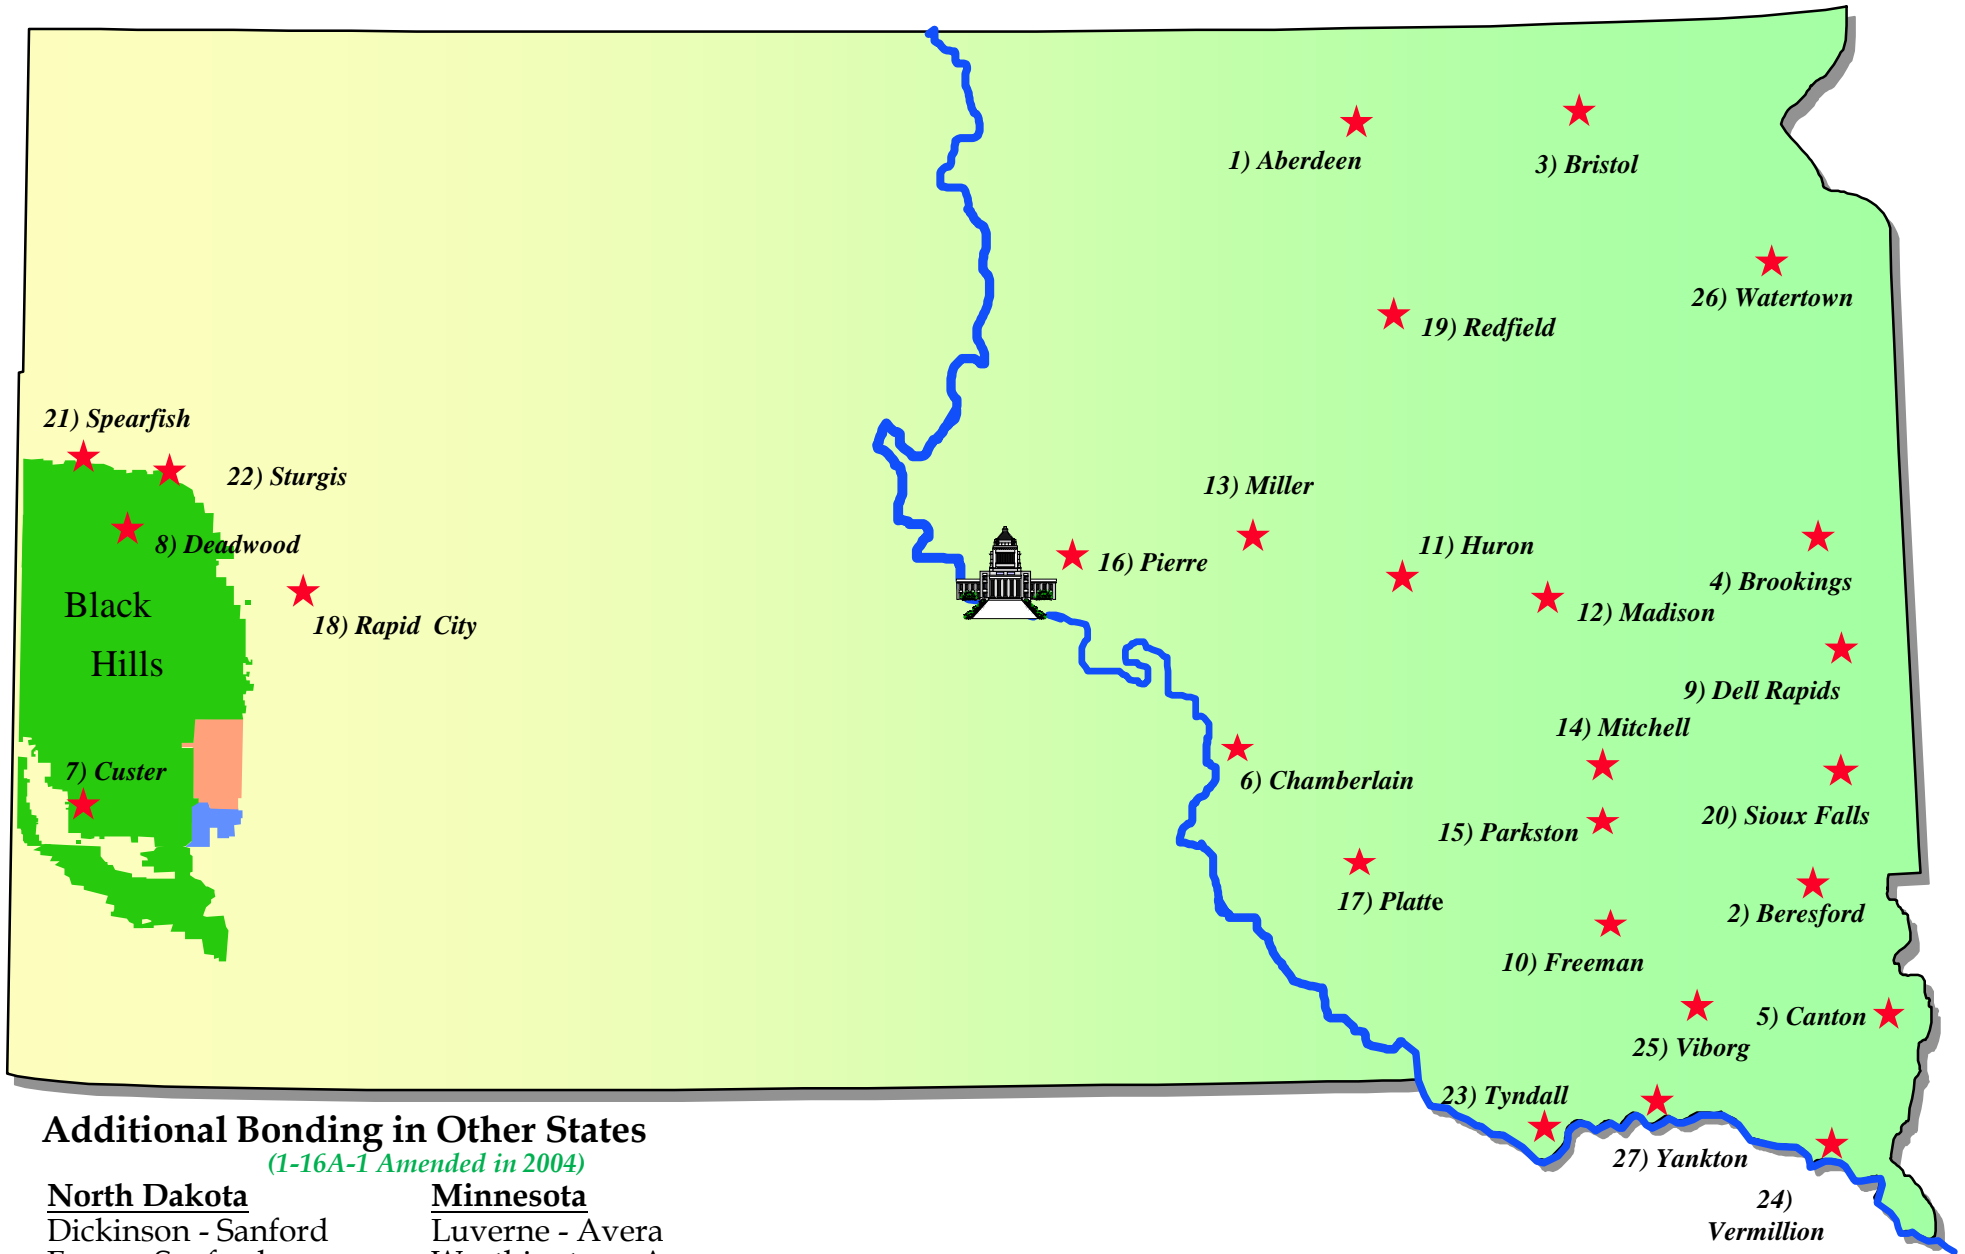 1) Aberdeen
3) Bristol
26) Watertown
19) Redfield
21) Spearfish
22) Sturgis
13) Miller
8) Deadwood
11) Huron
16) Pierre
4) Brookings
Black
12) Madison
18) Rapid City
Hills
9) Dell Rapids
14) Mitchell
7) Custer
6) Chamberlain
20) Sioux Falls
15) Parkston
17) Platte
2) Beresford
10) Freeman
5) Canton
25) Viborg
23) Tyndall
27) Yankton
24)
Vermillion
Additional Bonding in Other States
(1-16A-1 Amended in 2004)
North Dakota
Dickinson - Sanford
Minnesota
Luverne - Avera